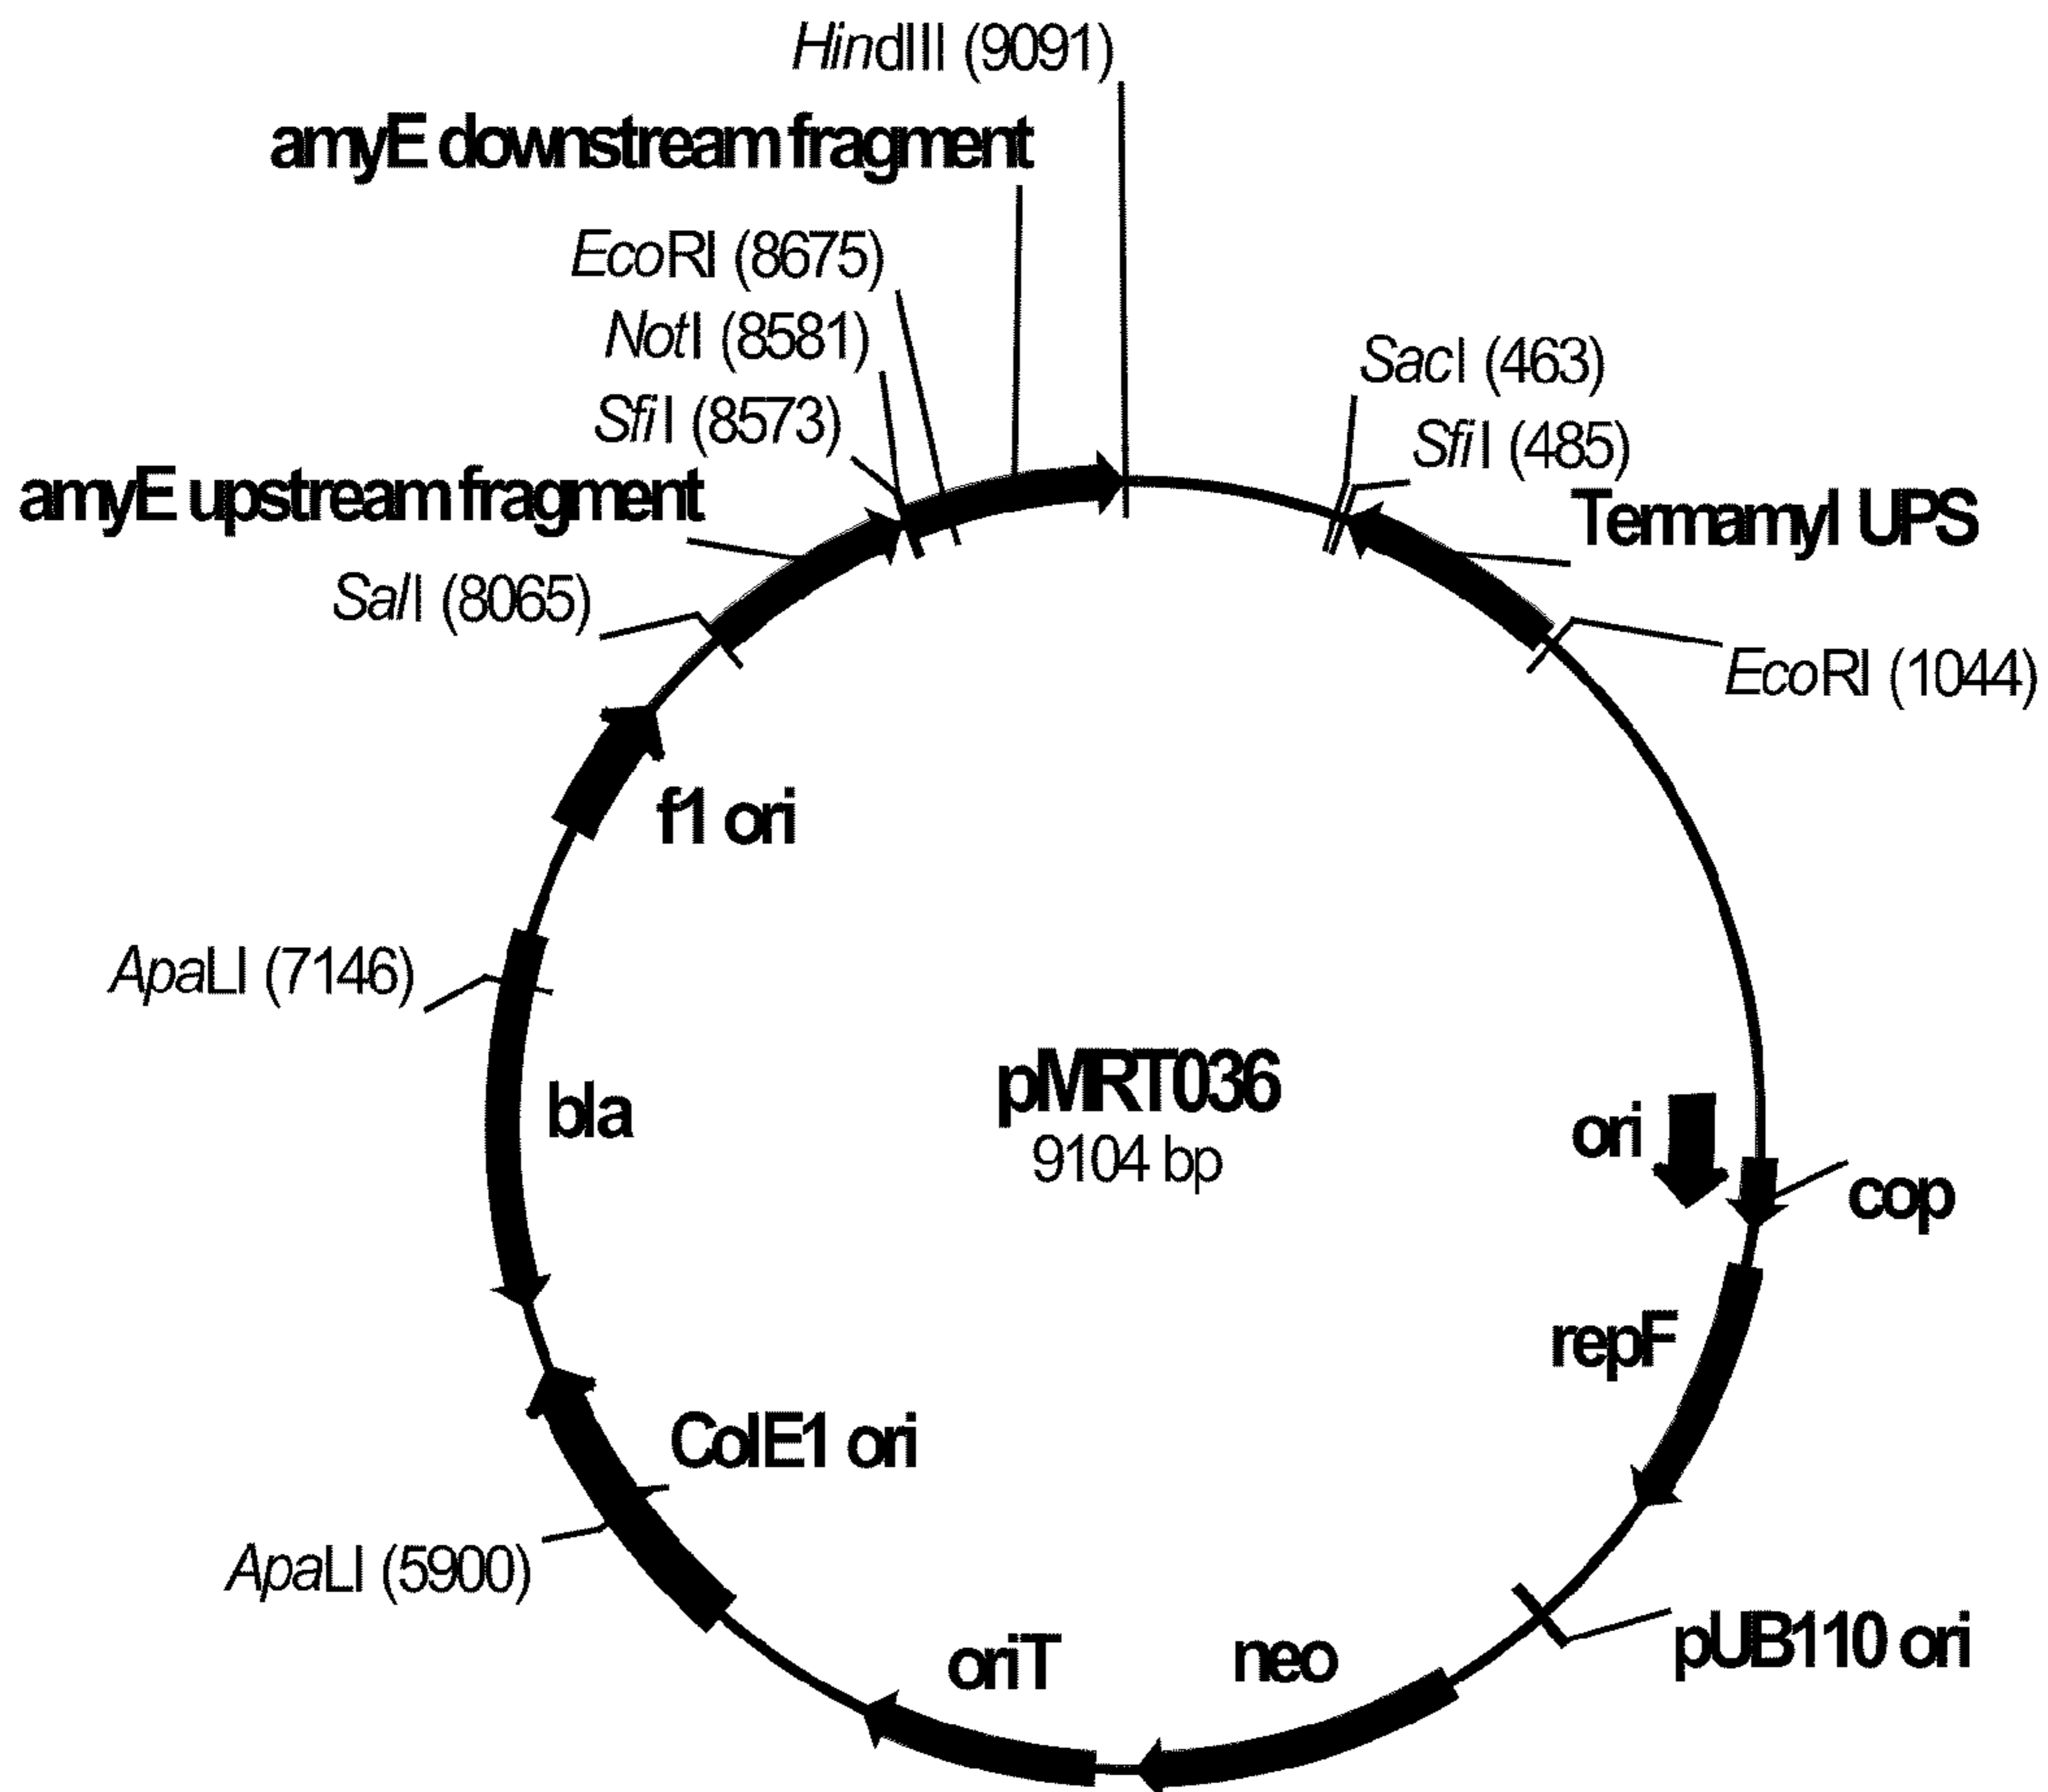 HindIII (9091)
amyE downstream fragment
EcoRI (8675)
NotI (8581)
SfiI (8573)
SacI (463)
SfiI (485)
amyE upstream fragment
Termamyl UPS
SalI (8065)
EcoRI (1044)
f1 ori
ApaLI (7146)
bla
pMRT036
9104 bp
ori
cop
repF
ColE1 ori
ApaLI (5900)
oriT
neo
pUB110 ori